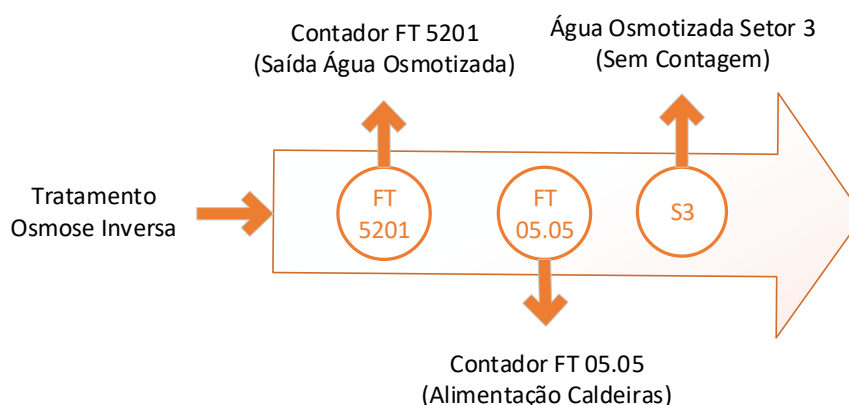 Contador FT 5201
(Saída Água Osmotizada)
Água Osmotizada Setor 3
(Sem Contagem)
Tratamento
Osmose Inversa
FT
5201
FT
05.05
S3
Contador FT 05.05
(Alimentação Caldeiras)